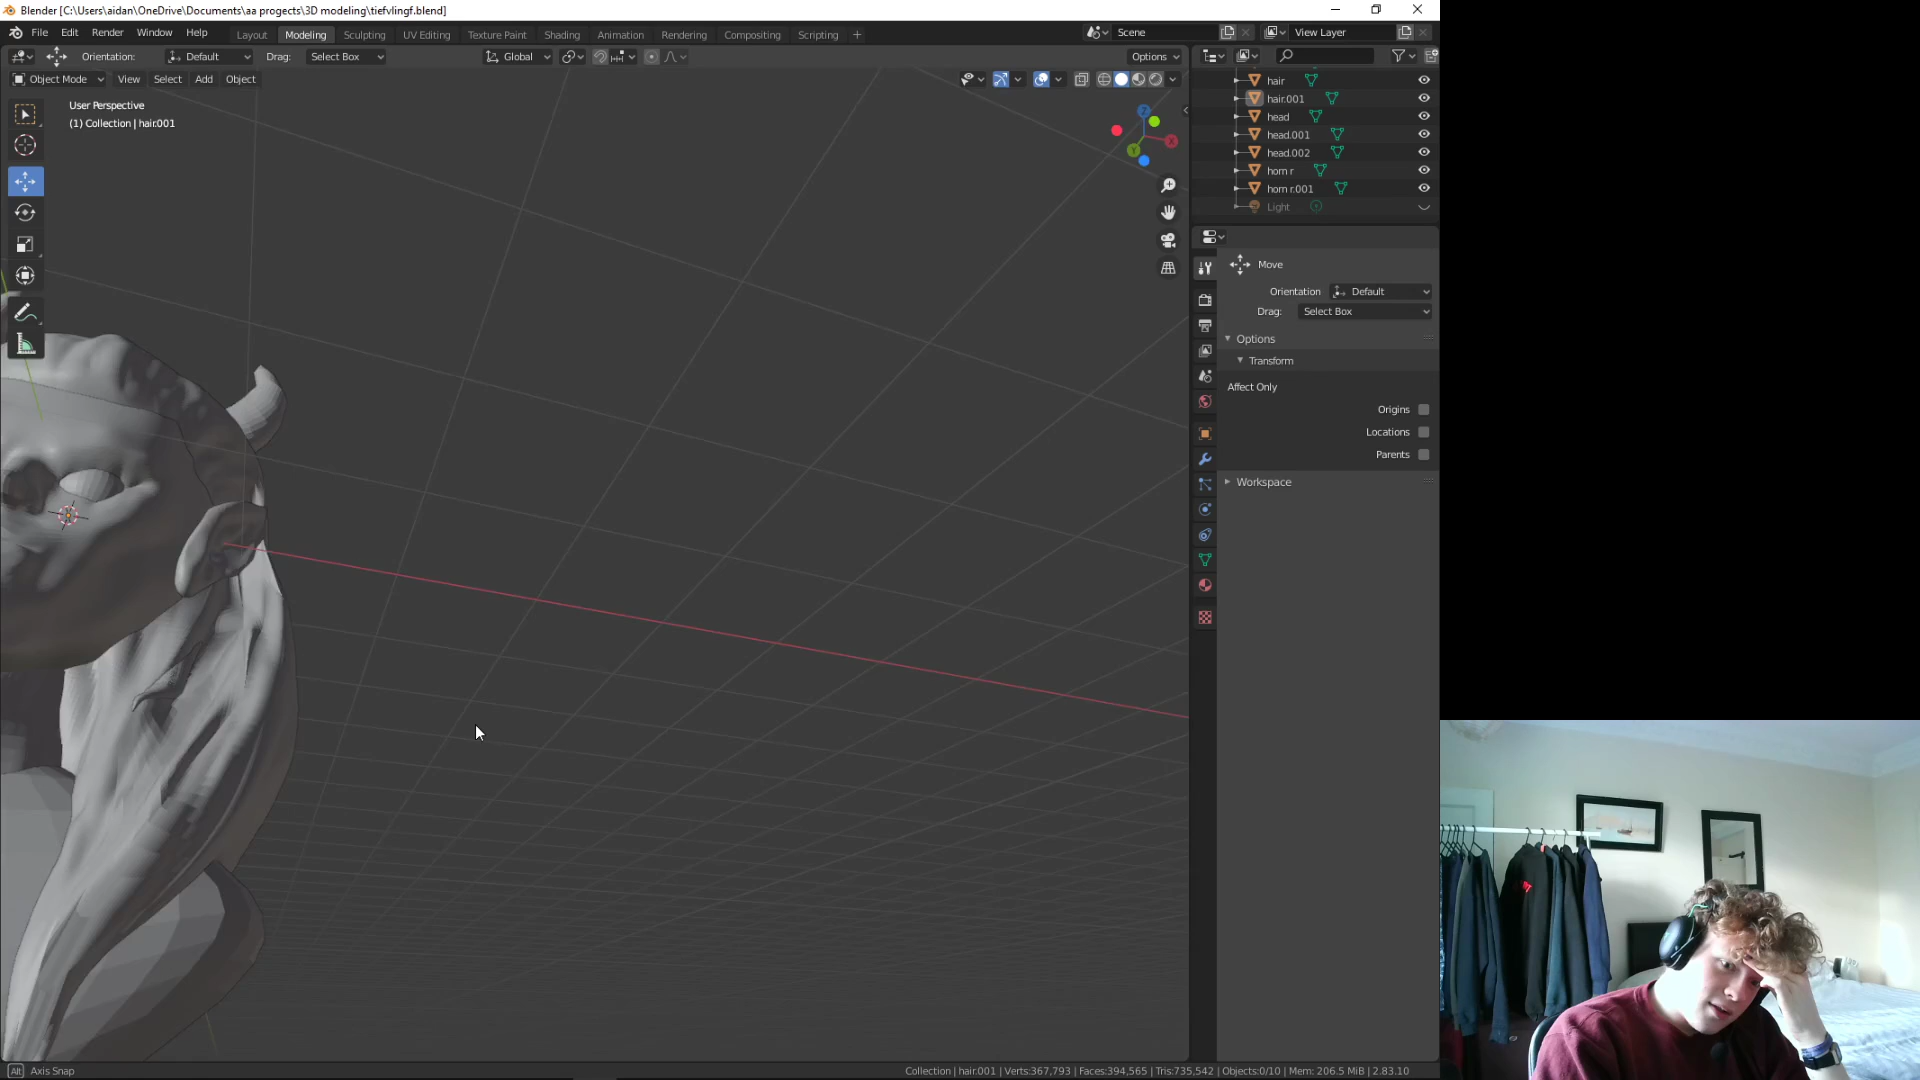 Blender [C:\Users\aidan\OneDrive\Documents\aa progects\3D modeling\tiefvlingf.blend]
File Edit Render Window Help Layout Modeling Sculpting UV Editing Texture Paint Shading Animation Rendering Compositing Scripting + Scene View Layer
Orientation: Default Drag: Select Box Global Options
Object Mode View Select Add Object
User Perspective
(1) Collection | hair.001
Z
X
Y
hair
hair.001
head
head.001
head.002
horn r
horn r.001
Light
Move
Orientation Default
Drag: Select Box
Options
Transform
Affect Only
Origins
Locations
Parents
Workspace
Alt Axis Snap
Collection | hair.001 | Verts:367,793 | Faces:394,565 | Tris:735,542 | Objects:0/10 | Mem: 206.5 MiB | 2.83.10